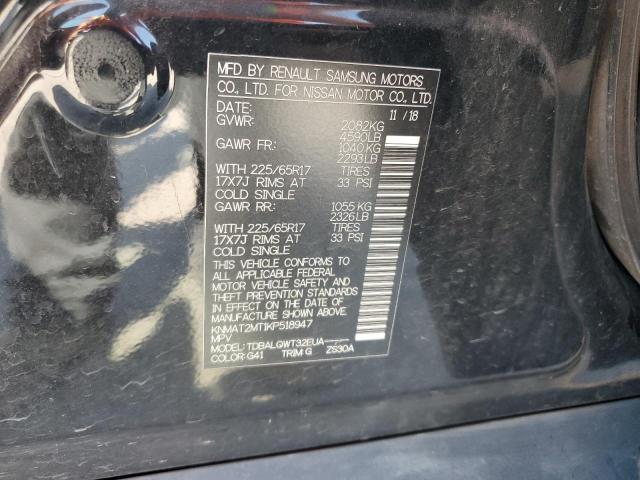 MFD BY RENAULT SAMSUNG MOTORS
CO., LTD. FOR NISSAN MOTOR CO., LTD.
DATE: 11 / 18
GVWR: 2082KG
4590LB
GAWR FR: 1040 KG
2293LB
WITH 225/65R17 TIRES
17X7J RIMS AT 33 PSI
COLD SINGLE
GAWR RR: 1055 KG
2326LB
WITH 225/65R17 TIRES
17X7J RIMS AT 33 PSI
COLD SINGLE
THIS VEHICLE CONFORMS TO
ALL APPLICABLE FEDERAL
MOTOR VEHICLE SAFETY AND
THEFT PREVENTION STANDARDS
IN EFFECT ON THE DATE OF
MANUFACTURE SHOWN ABOVE.
KNMAT2MT1KP518947
MPV
MODEL: TDBALQWT32EUA-----
COLOR: G41 TRIM G ZS30A